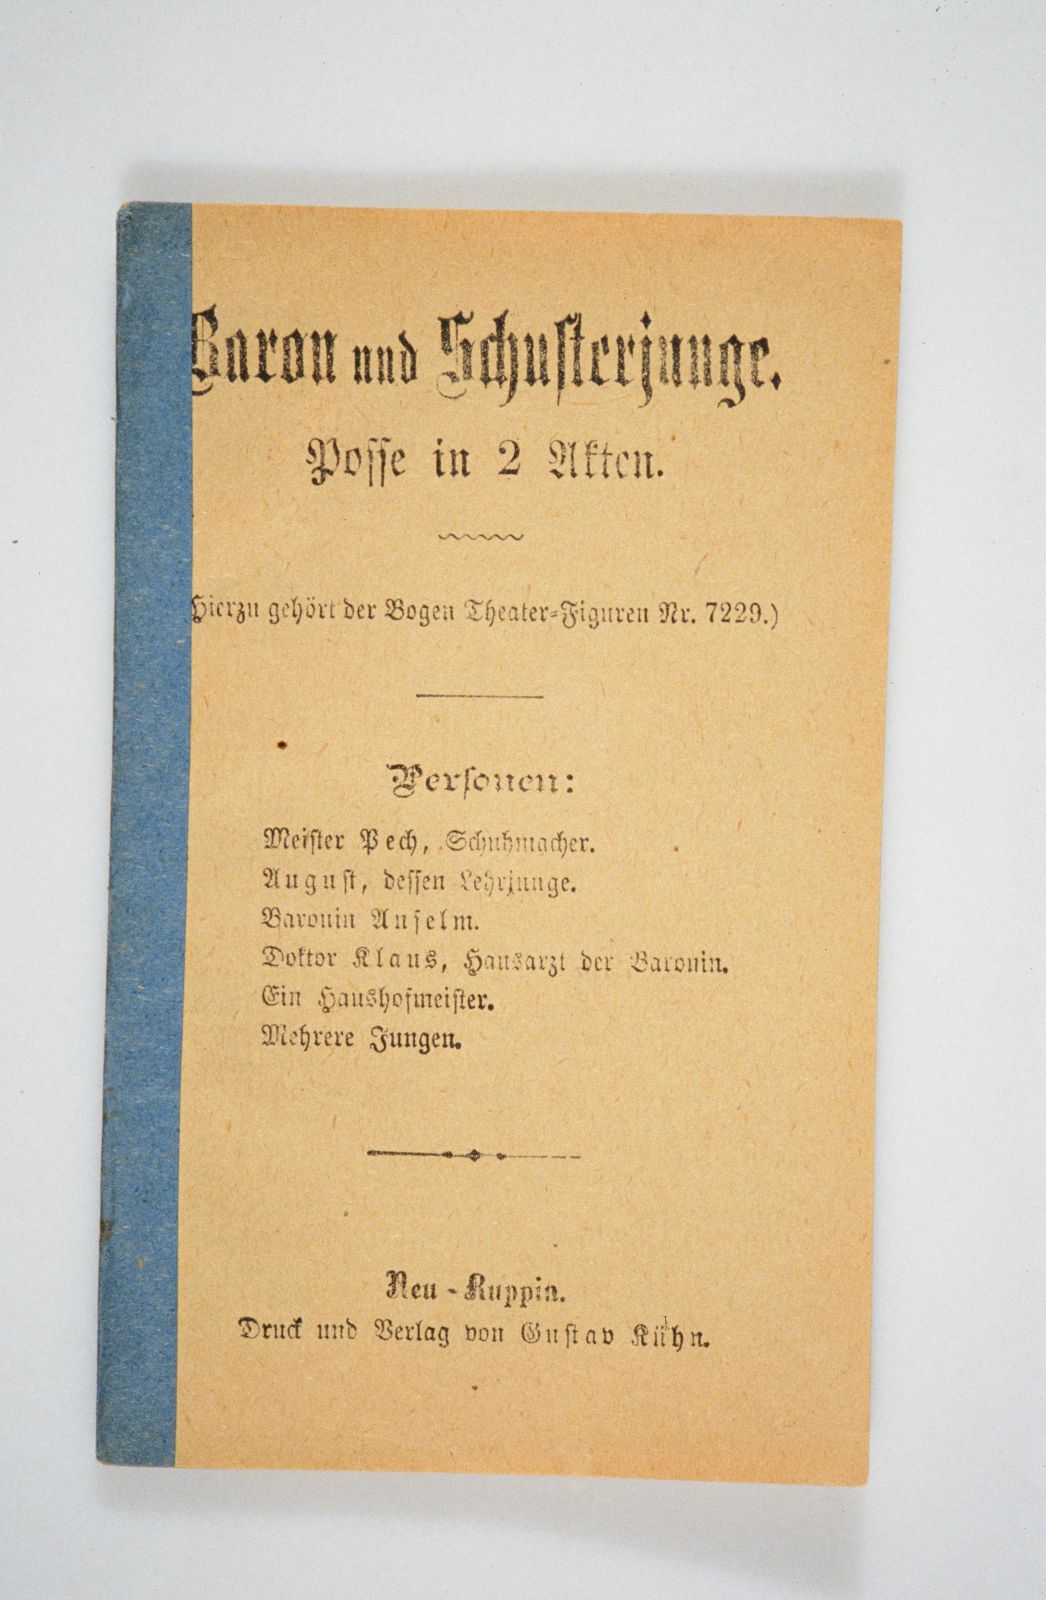 Baron und Schusterjunge.
Posse in 2 Akten.
Hierzu gehört der Bogen Theater-Figuren Nr. 7229.)
Personen:
Meister Pech, Schuhmacher.
August, dessen Lehrjunge.
Baronin Anselm.
Doktor Klaus, Hausarzt der Baronin.
Ein Haushofmeister.
Mehrere Jungen.
Neu-Ruppin.
Druck und Verlag von Gustav Kühn.